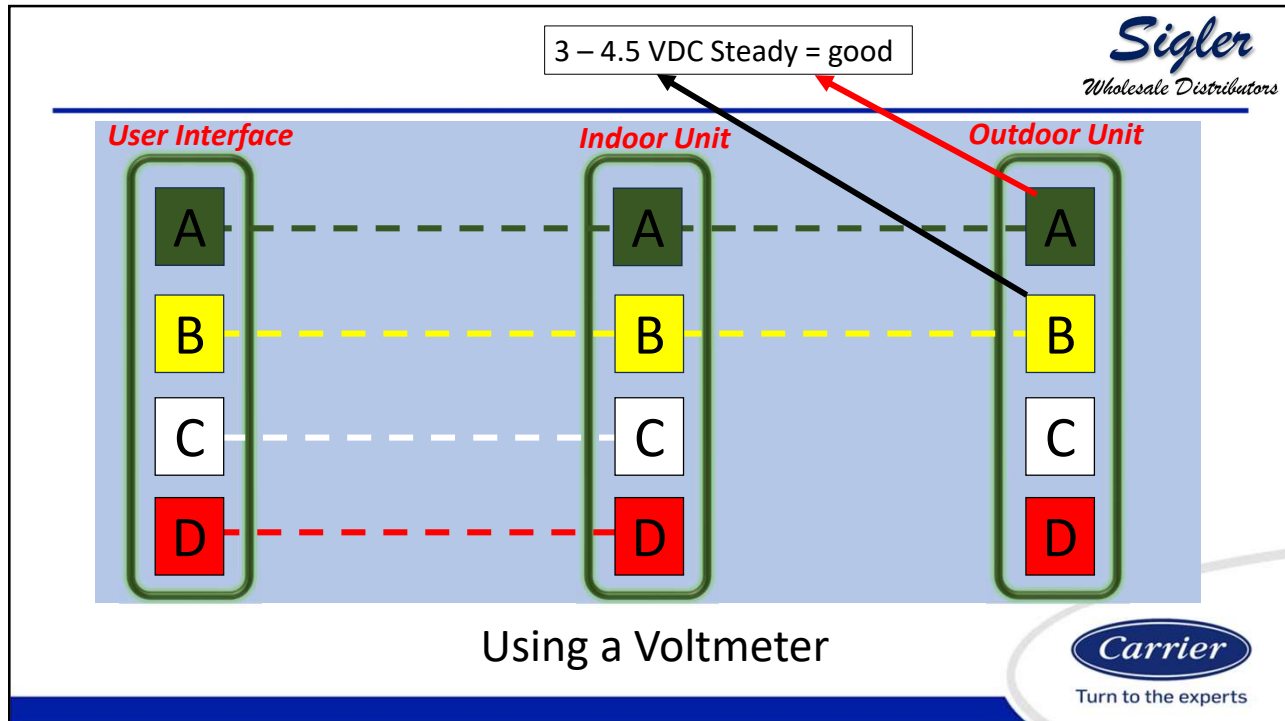 3 – 4.5 VDC Steady = good
Sigler
Wholesale Distributors
User Interface
Indoor Unit
Outdoor Unit
A
A
A
B
B
B
C
C
C
D
D
D
Using a Voltmeter
Carrier
Turn to the experts